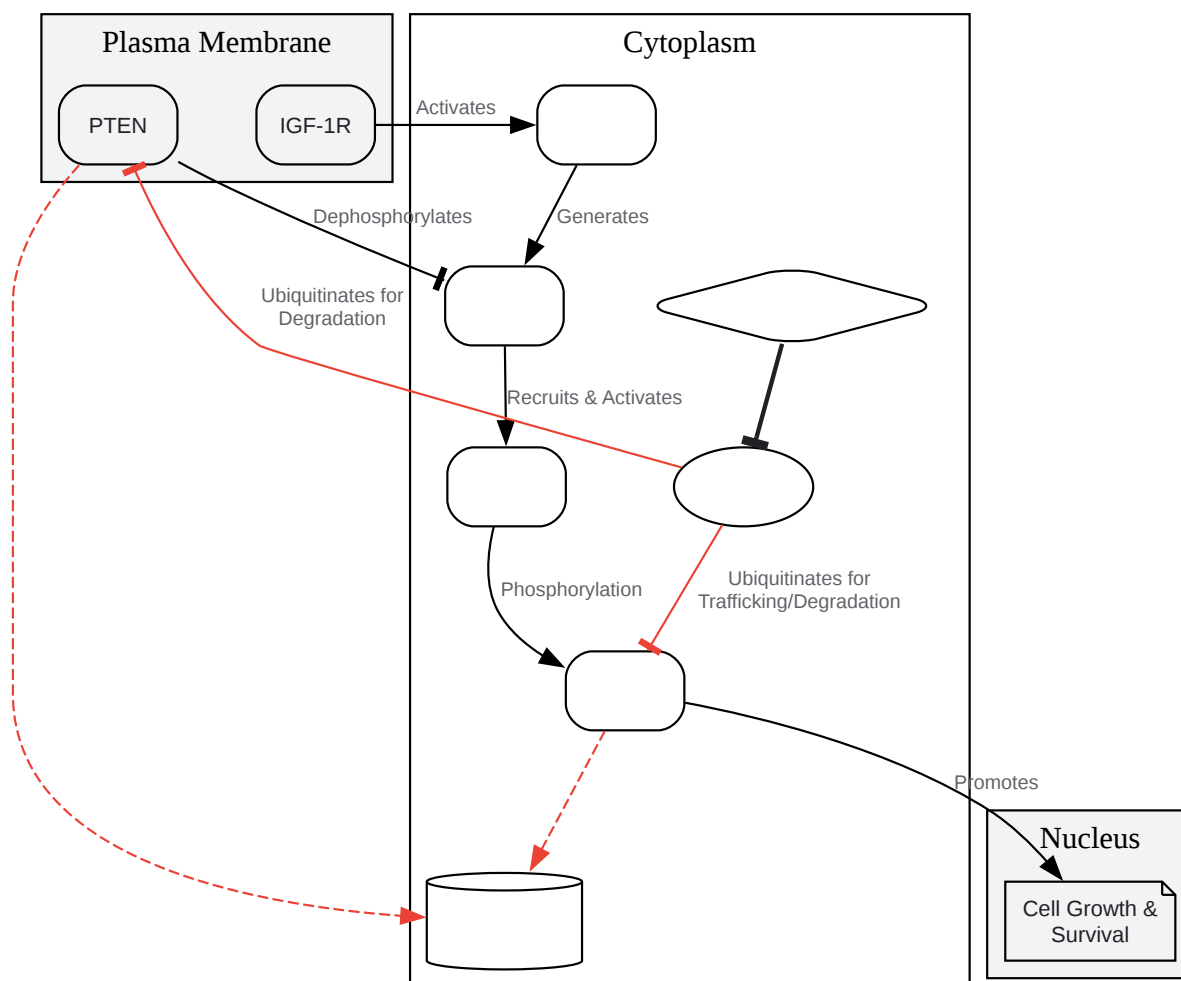 Plasma Membrane
Cytoplasm
PTEN
IGF-1R
Activates
Dephosphorylates
Generates
Ubiquitinates for
Degradation
Recruits & Activates
Phosphorylation
Ubiquitinates for
Trafficking/Degradation
Promotes
Nucleus
Cell Growth &
Survival